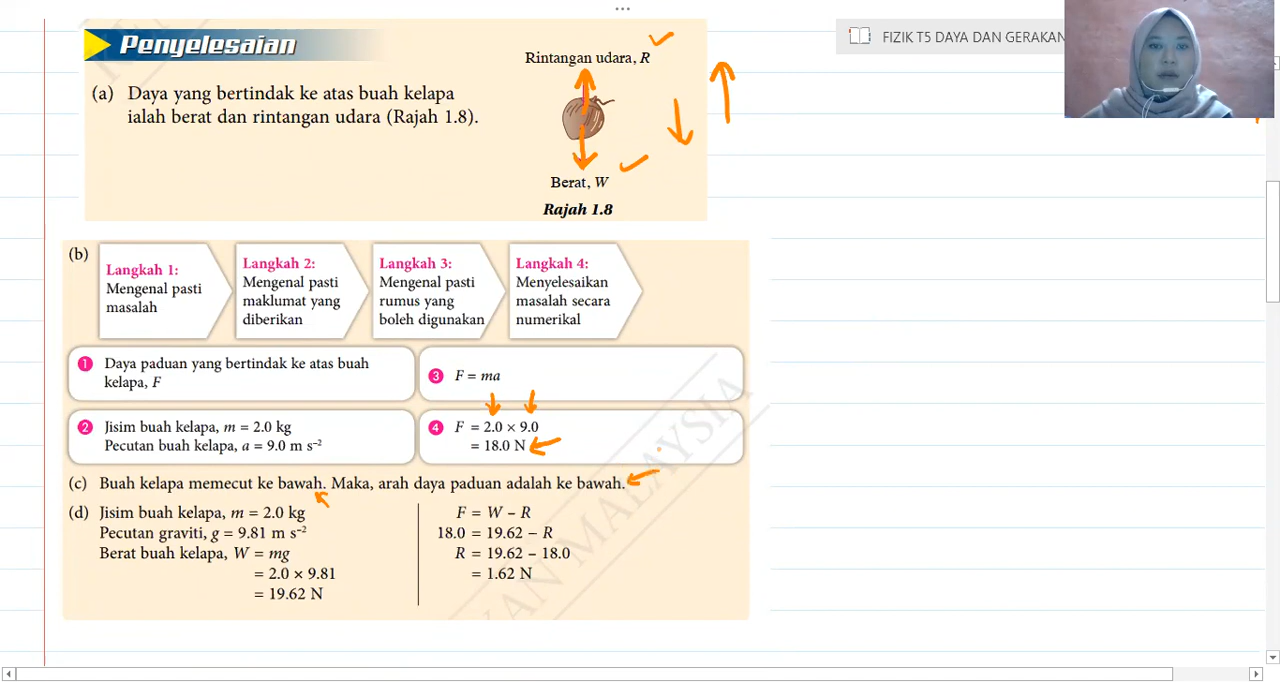 ...
Penyelesaian
Rintangan udara, R
FIZIK T5 DAYA DAN GERAKAN
(a) Daya yang bertindak ke atas buah kelapa
ialah berat dan rintangan udara (Rajah 1.8).
Berat, W
Rajah 1.8
(b)
Langkah 1:
Mengenal pasti
masalah
Langkah 2:
Mengenal pasti
maklumat yang
diberikan
Langkah 3:
Mengenal pasti
rumus yang
boleh digunakan
Langkah 4:
Menyelesaikan
masalah secara
numerikal
1 Daya paduan yang bertindak ke atas buah
kelapa, F
3 F = ma
2 Jisim buah kelapa, m = 2.0 kg
Pecutan buah kelapa, a = 9.0 m s⁻²
4 F = 2.0 × 9.0
= 18.0 N
(c) Buah kelapa memecut ke bawah. Maka, arah daya paduan adalah ke bawah.
(d) Jisim buah kelapa, m = 2.0 kg
Pecutan graviti, g = 9.81 m s⁻²
Berat buah kelapa, W = mg
= 2.0 × 9.81
= 19.62 N
F = W – R
18.0 = 19.62 – R
R = 19.62 – 18.0
= 1.62 N
MALAYSIA